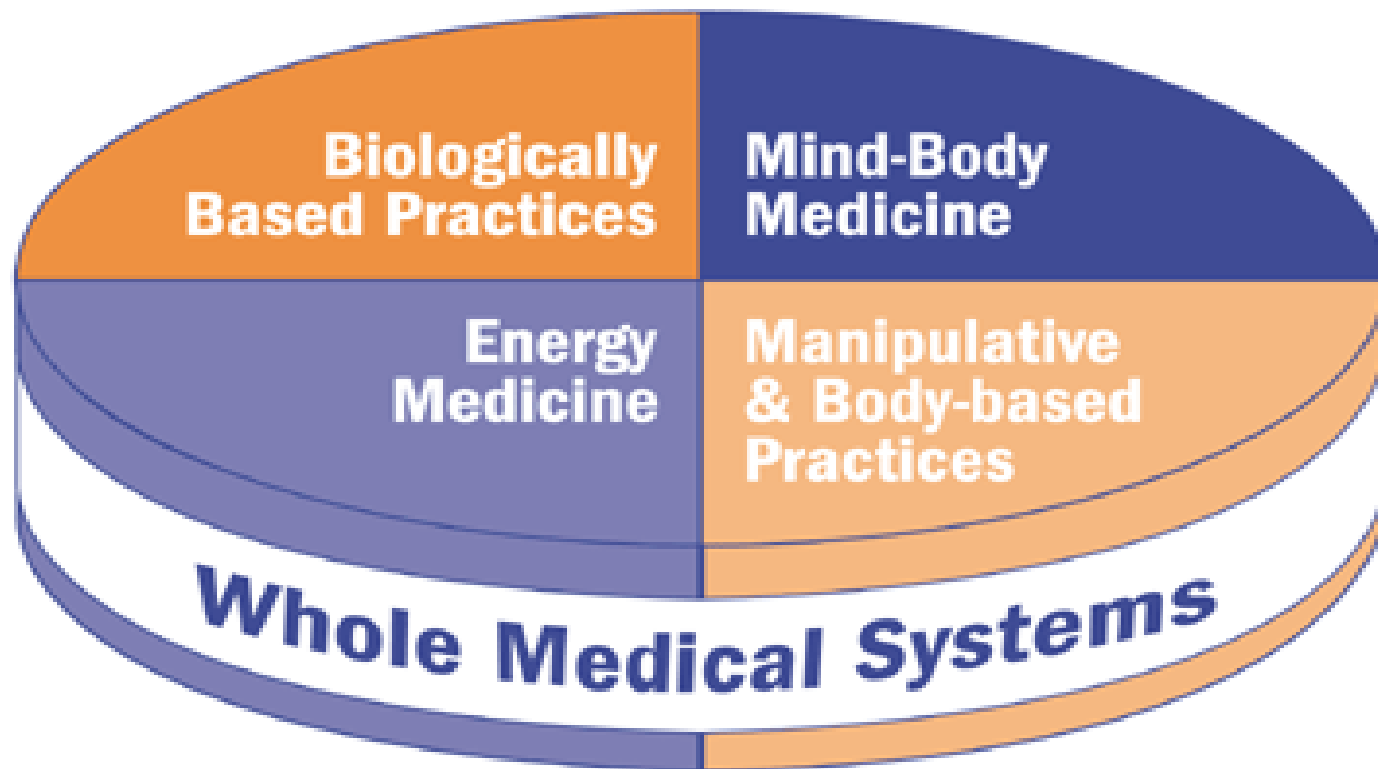 Biologically
Based Practices
Mind-Body
Medicine
Energy
Medicine
Manipulative
& Body-based
Practices
Whole Medical Systems